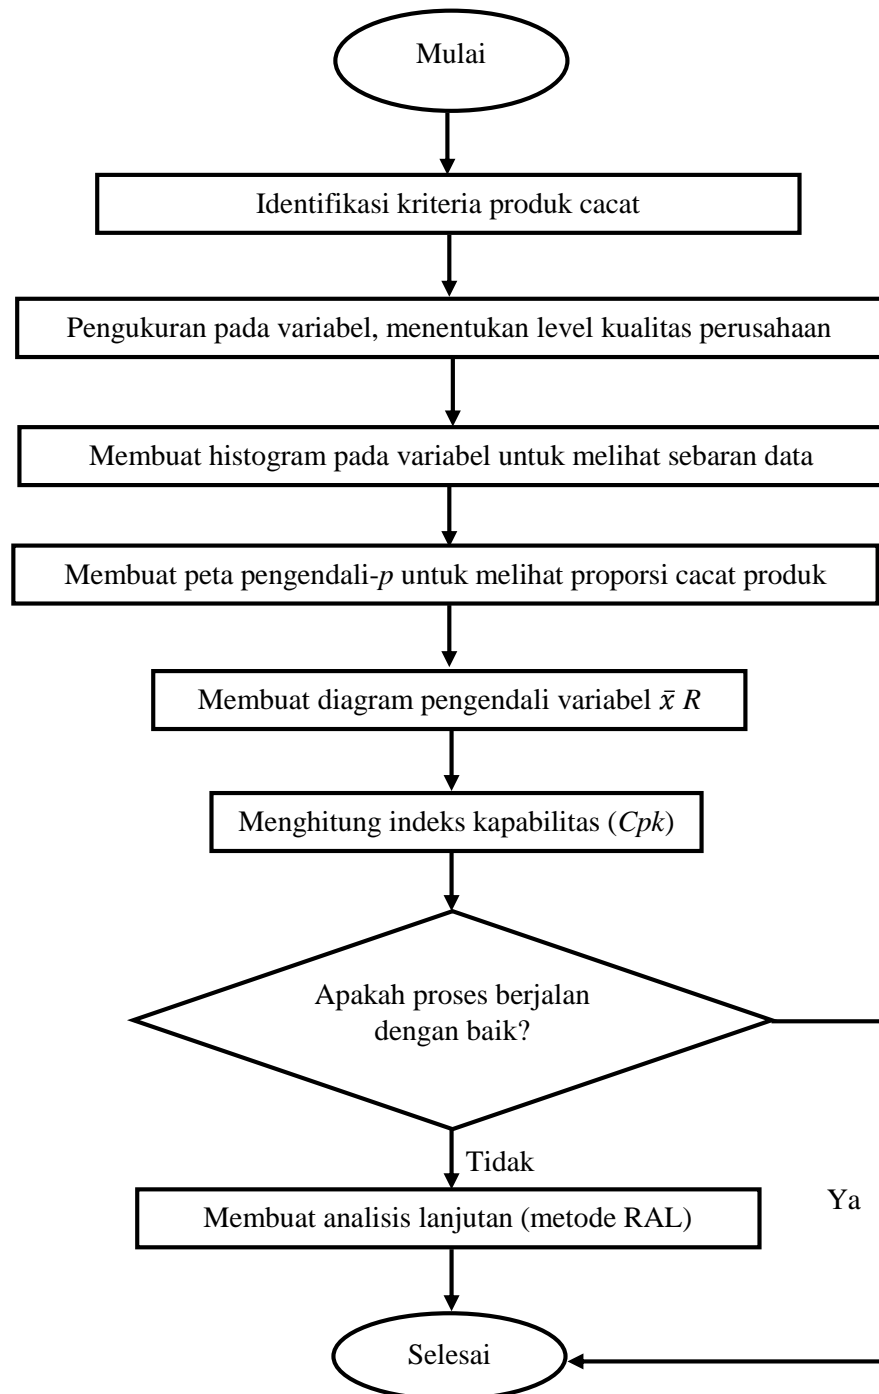 Mulai
Identifikasi kriteria produk cacat
Pengukuran pada variabel, menentukan level kualitas perusahaan
Membuat histogram pada variabel untuk melihat sebaran data
Membuat peta pengendali-p untuk melihat proporsi cacat produk
Membuat diagram pengendali variabel x̄ R
Menghitung indeks kapabilitas (Cpk)
Apakah proses berjalan
dengan baik?
Tidak
Ya
Membuat analisis lanjutan (metode RAL)
Selesai